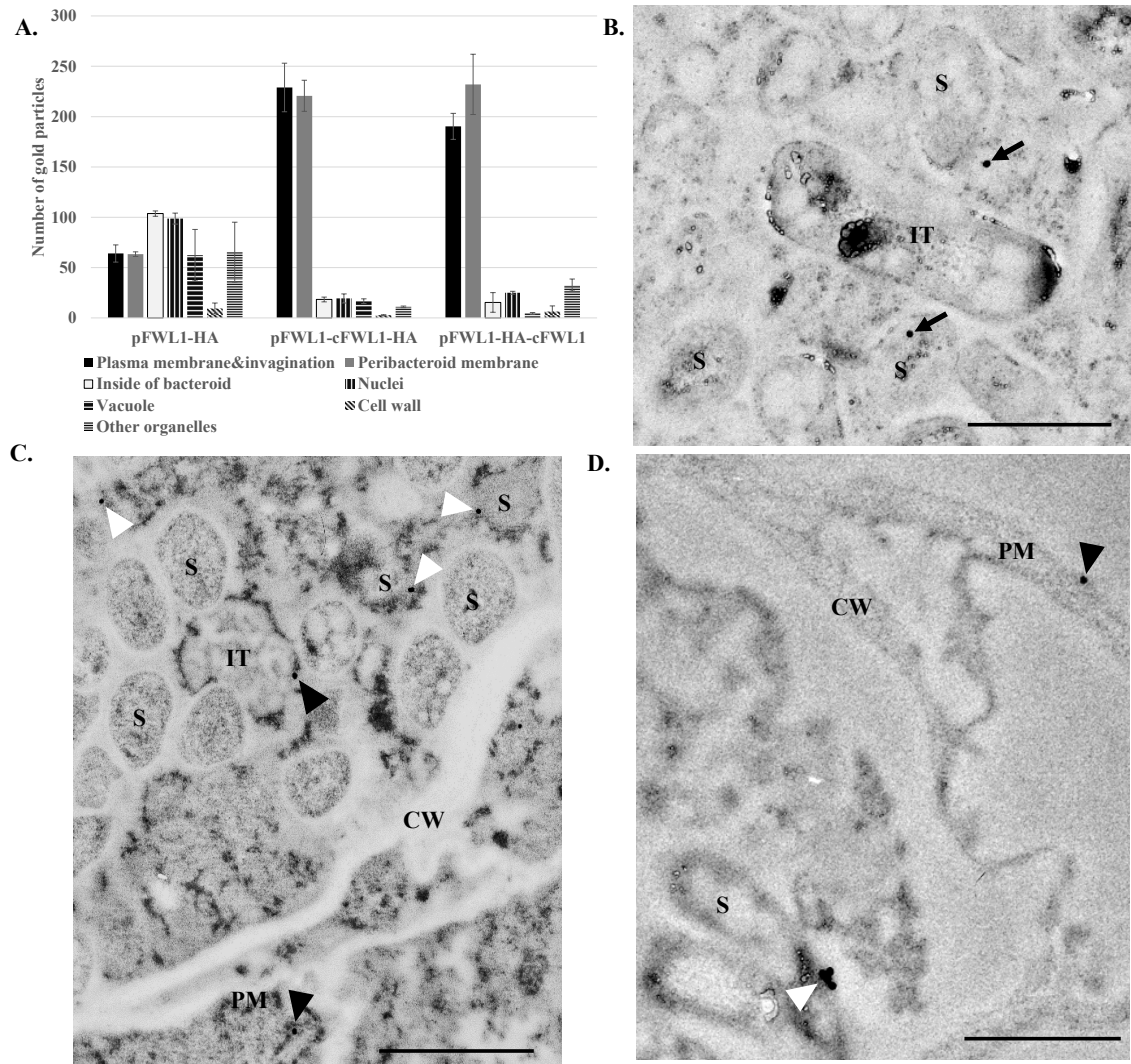 A.
300
250
200
150
100
50
0
Number of gold particles
pFWL1-HA pFWL1-cFWL1-HA pFWL1-HA-cFWL1
Plasma membrane&invagination Peribacteroid membrane
Inside of bacteroid Nuclei
Vacuole Cell wall
Other organelles
B.
S
IT
S
S
C.
S
S
S
S
IT
S
CW
PM
D.
PM
CW
S